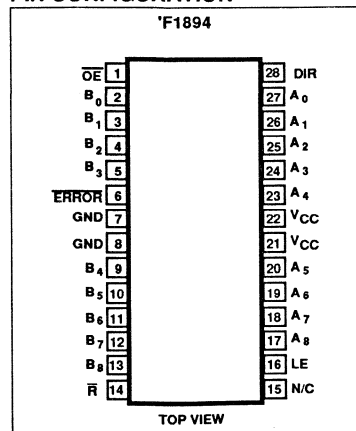 'F1894
OE 1 28 DIR
B0 2 27 A0
B1 3 26 A1
B2 4 25 A2
B3 5 24 A3
ERROR 6 23 A4
GND 7 22 VCC
GND 8 21 VCC
B4 9 20 A5
B5 10 19 A6
B6 11 18 A7
B7 12 17 A8
B8 13 16 LE
R 14 15 N/C
TOP VIEW